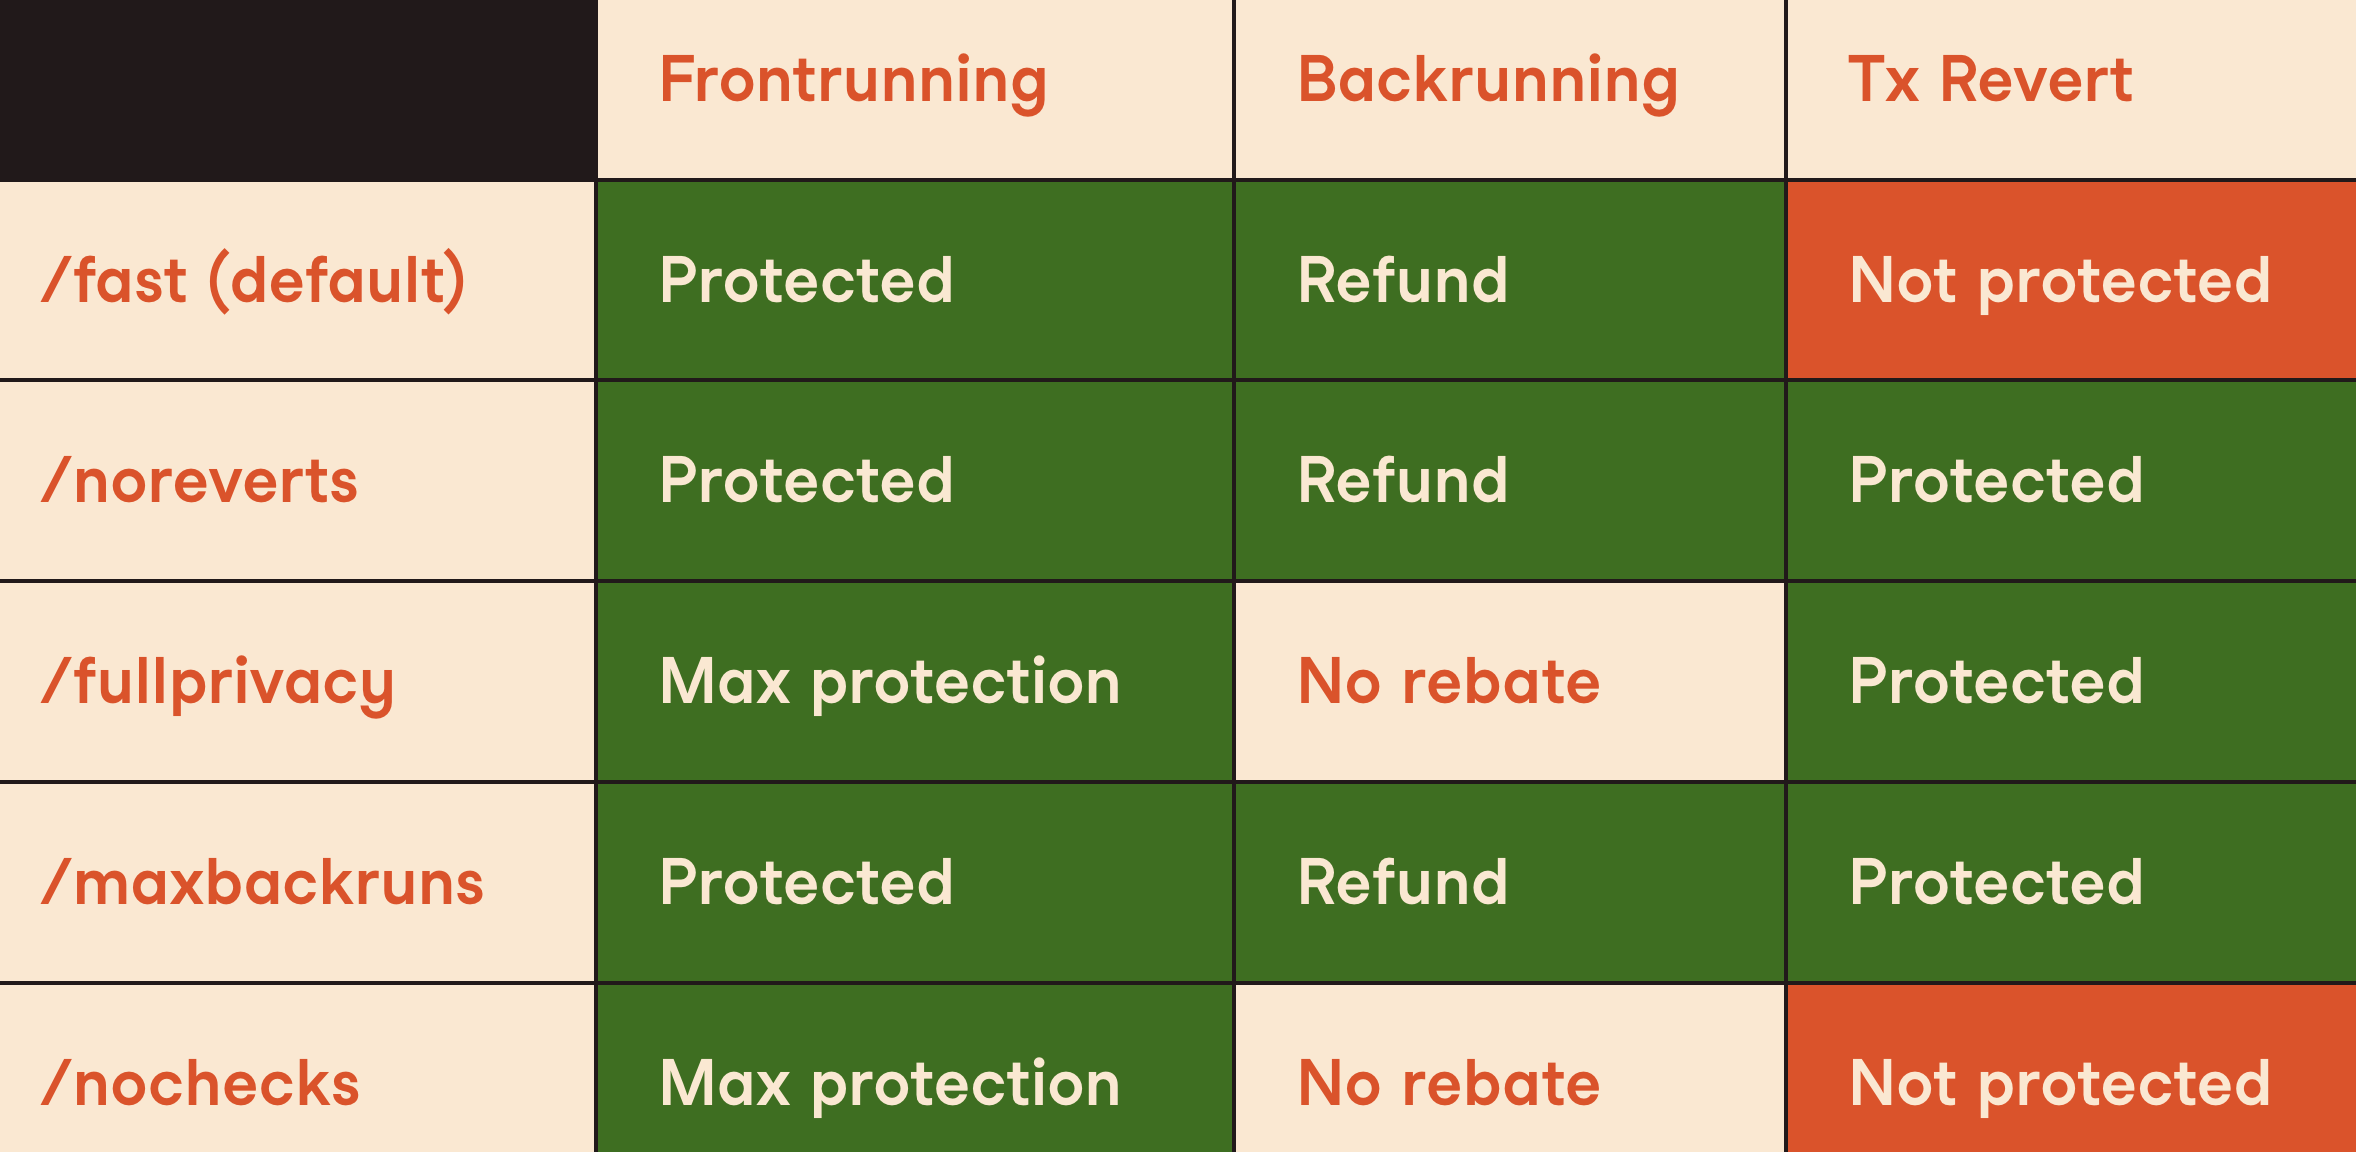 Frontrunning Backrunning Tx Revert
/fast (default) Protected Refund Not protected
/noreverts Protected Refund Protected
/fullprivacy Max protection No rebate Protected
/maxbackruns Protected Refund Protected
/nochecks Max protection No rebate Not protected